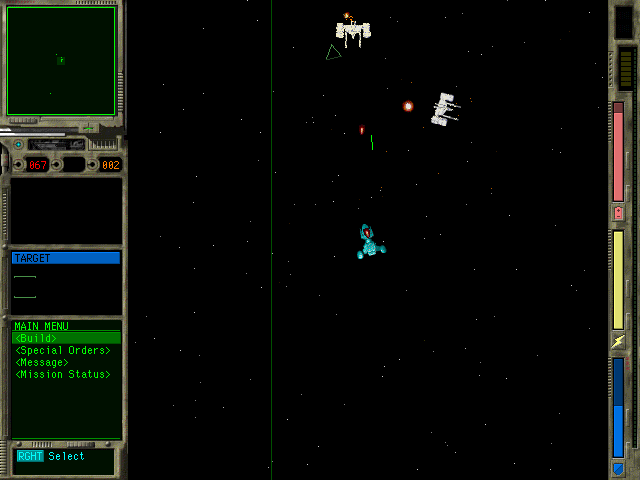 067 002
TARGET
MAIN MENU
<Build>
<Special Orders>
<Message>
<Mission Status>
RGHT Select